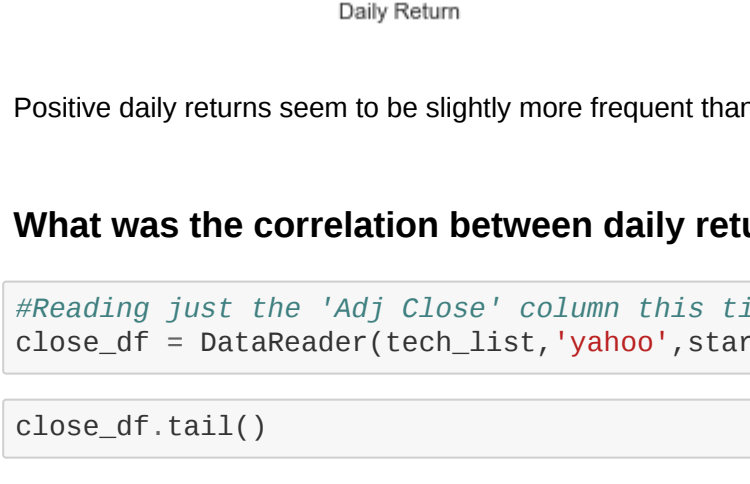 Daily Return
Positive daily returns seem to be slightly more frequent than
What was the correlation between daily retu
#Reading just the 'Adj Close' column this ti
close_df = DataReader(tech_list,'yahoo',star
close_df.tail()